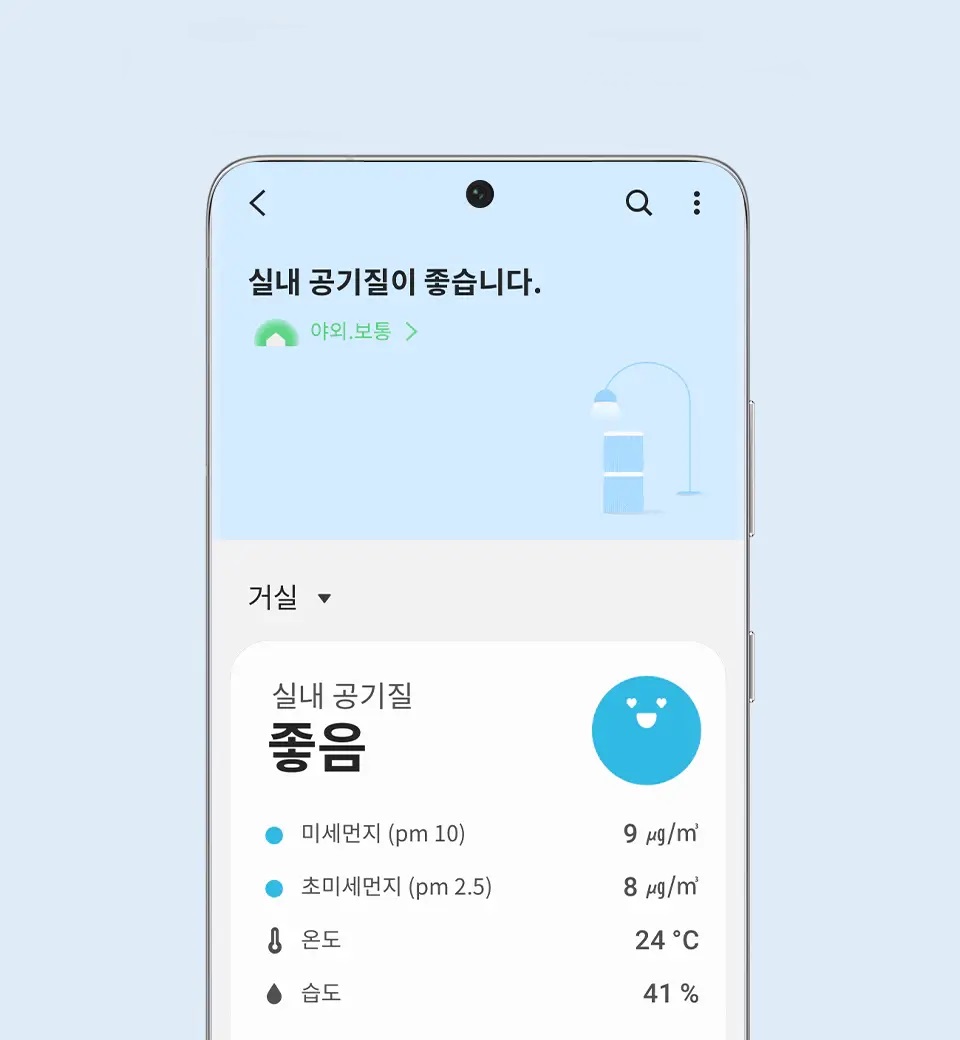 실내 공기질이 좋습니다.
야외.보통
거실
실내 공기질
좋음
미세먼지 (pm 10) 9 ㎍/㎥
초미세먼지 (pm 2.5) 8 ㎍/㎥
온도 24 °C
습도 41 %